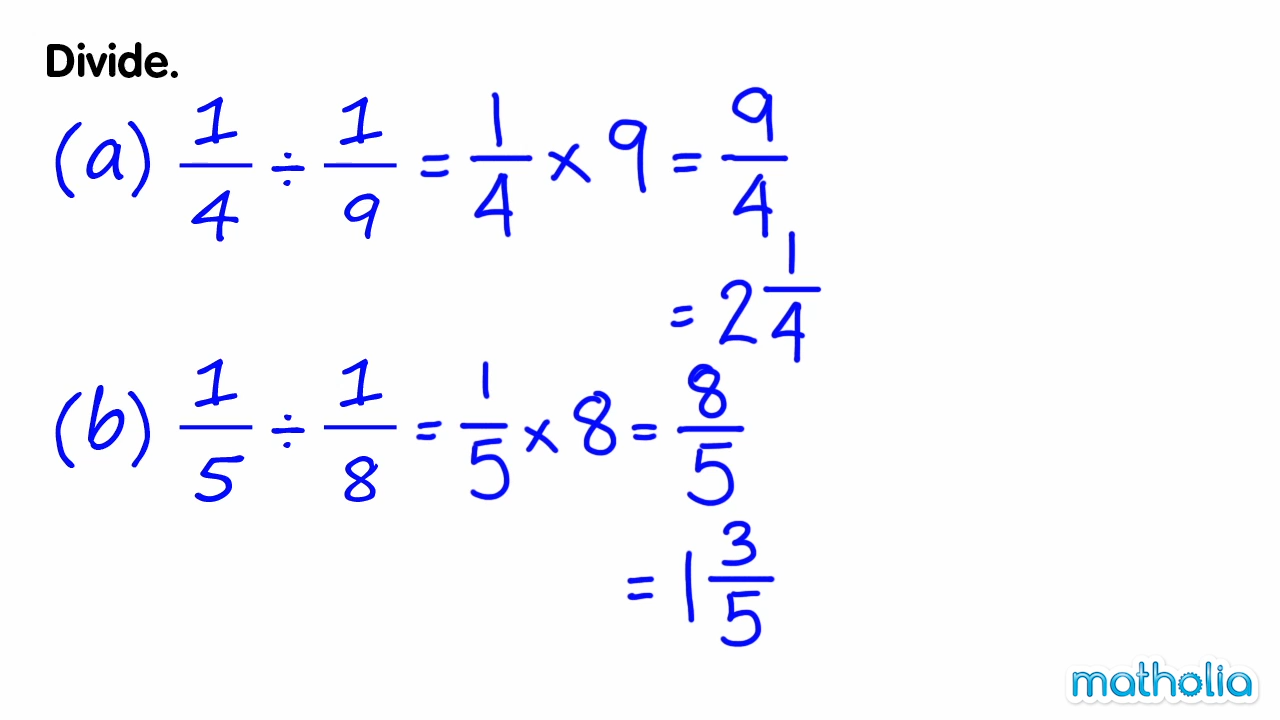 Divide.
(a) 1/4 ÷ 1/9 = 1/4 × 9 = 9/4
= 2 1/4
(b) 1/5 ÷ 1/8 = 1/5 × 8 = 8/5
= 1 3/5
matholia